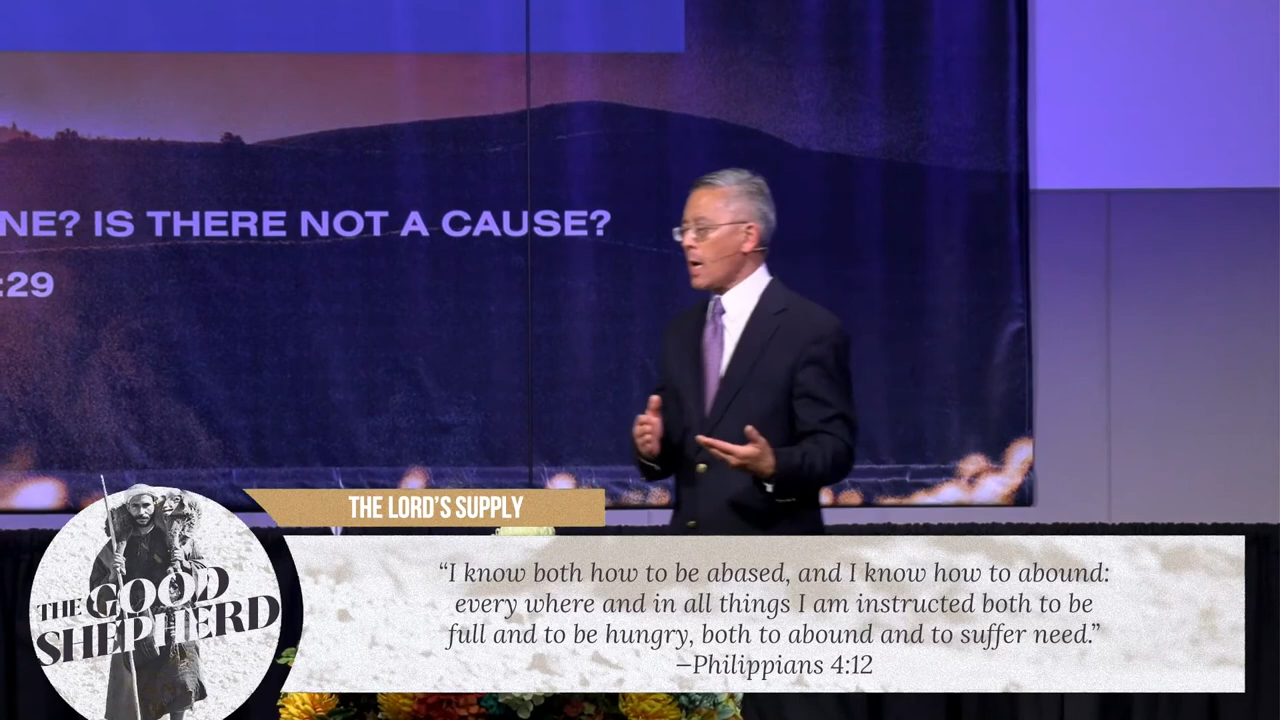 NE? IS THERE NOT A CAUSE?
:29
THE LORD'S SUPPLY
THE GOOD
SHEPHERD
“I know both how to be abased, and I know how to abound:
every where and in all things I am instructed both to be
full and to be hungry, both to abound and to suffer need.”
—Philippians 4:12